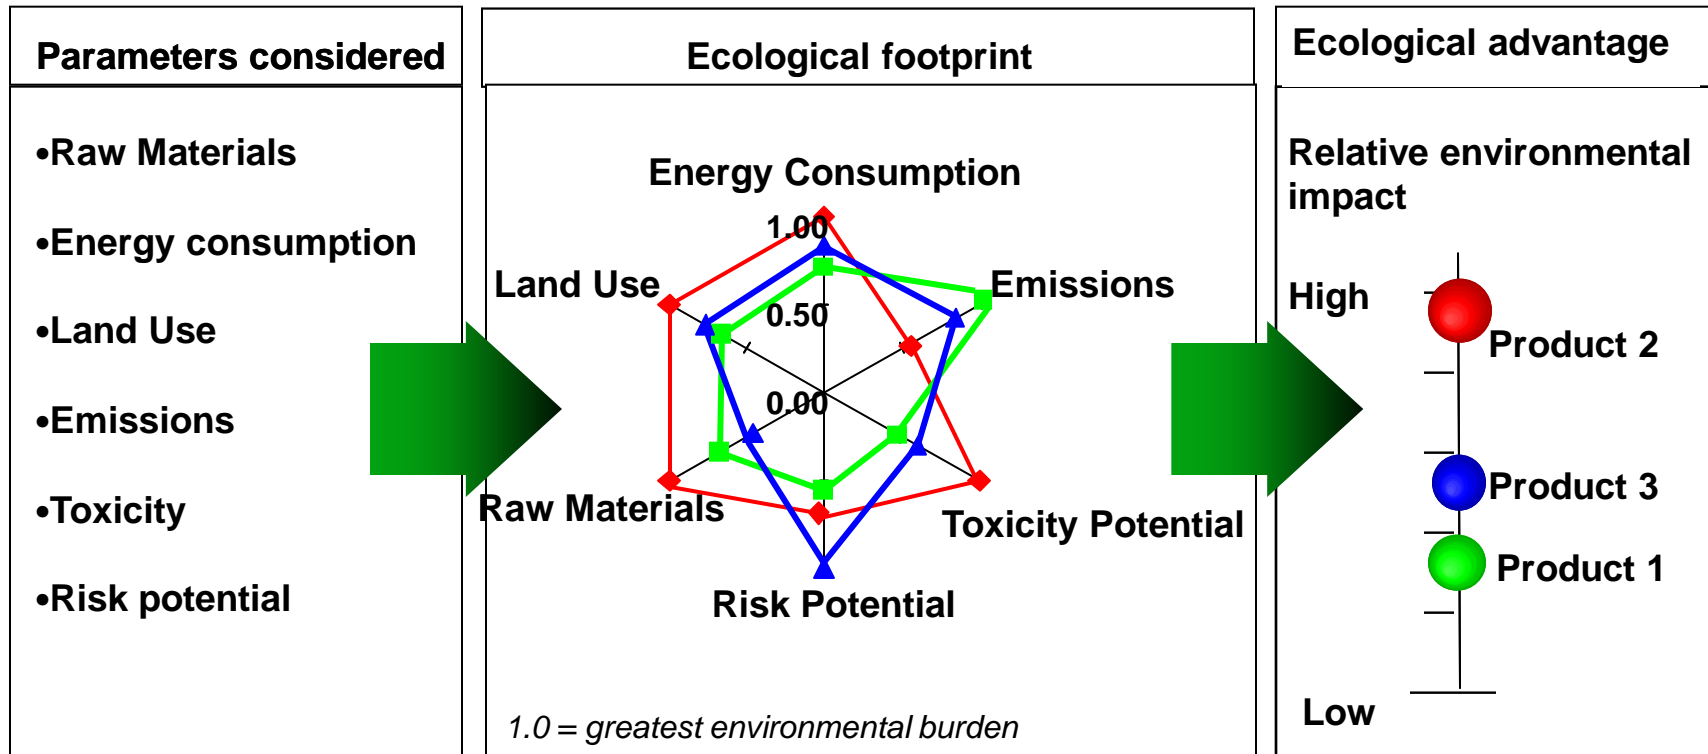 Parameters considered
•Raw Materials
•Energy consumption
•Land Use
•Emissions
•Toxicity
•Risk potential
Ecological footprint
Energy Consumption
1.00
Land Use
Emissions
0.50
0.00
Raw Materials
Toxicity Potential
Risk Potential
1.0 = greatest environmental burden
Ecological advantage
Relative environmental
impact
High
Product 2
Product 3
Product 1
Low